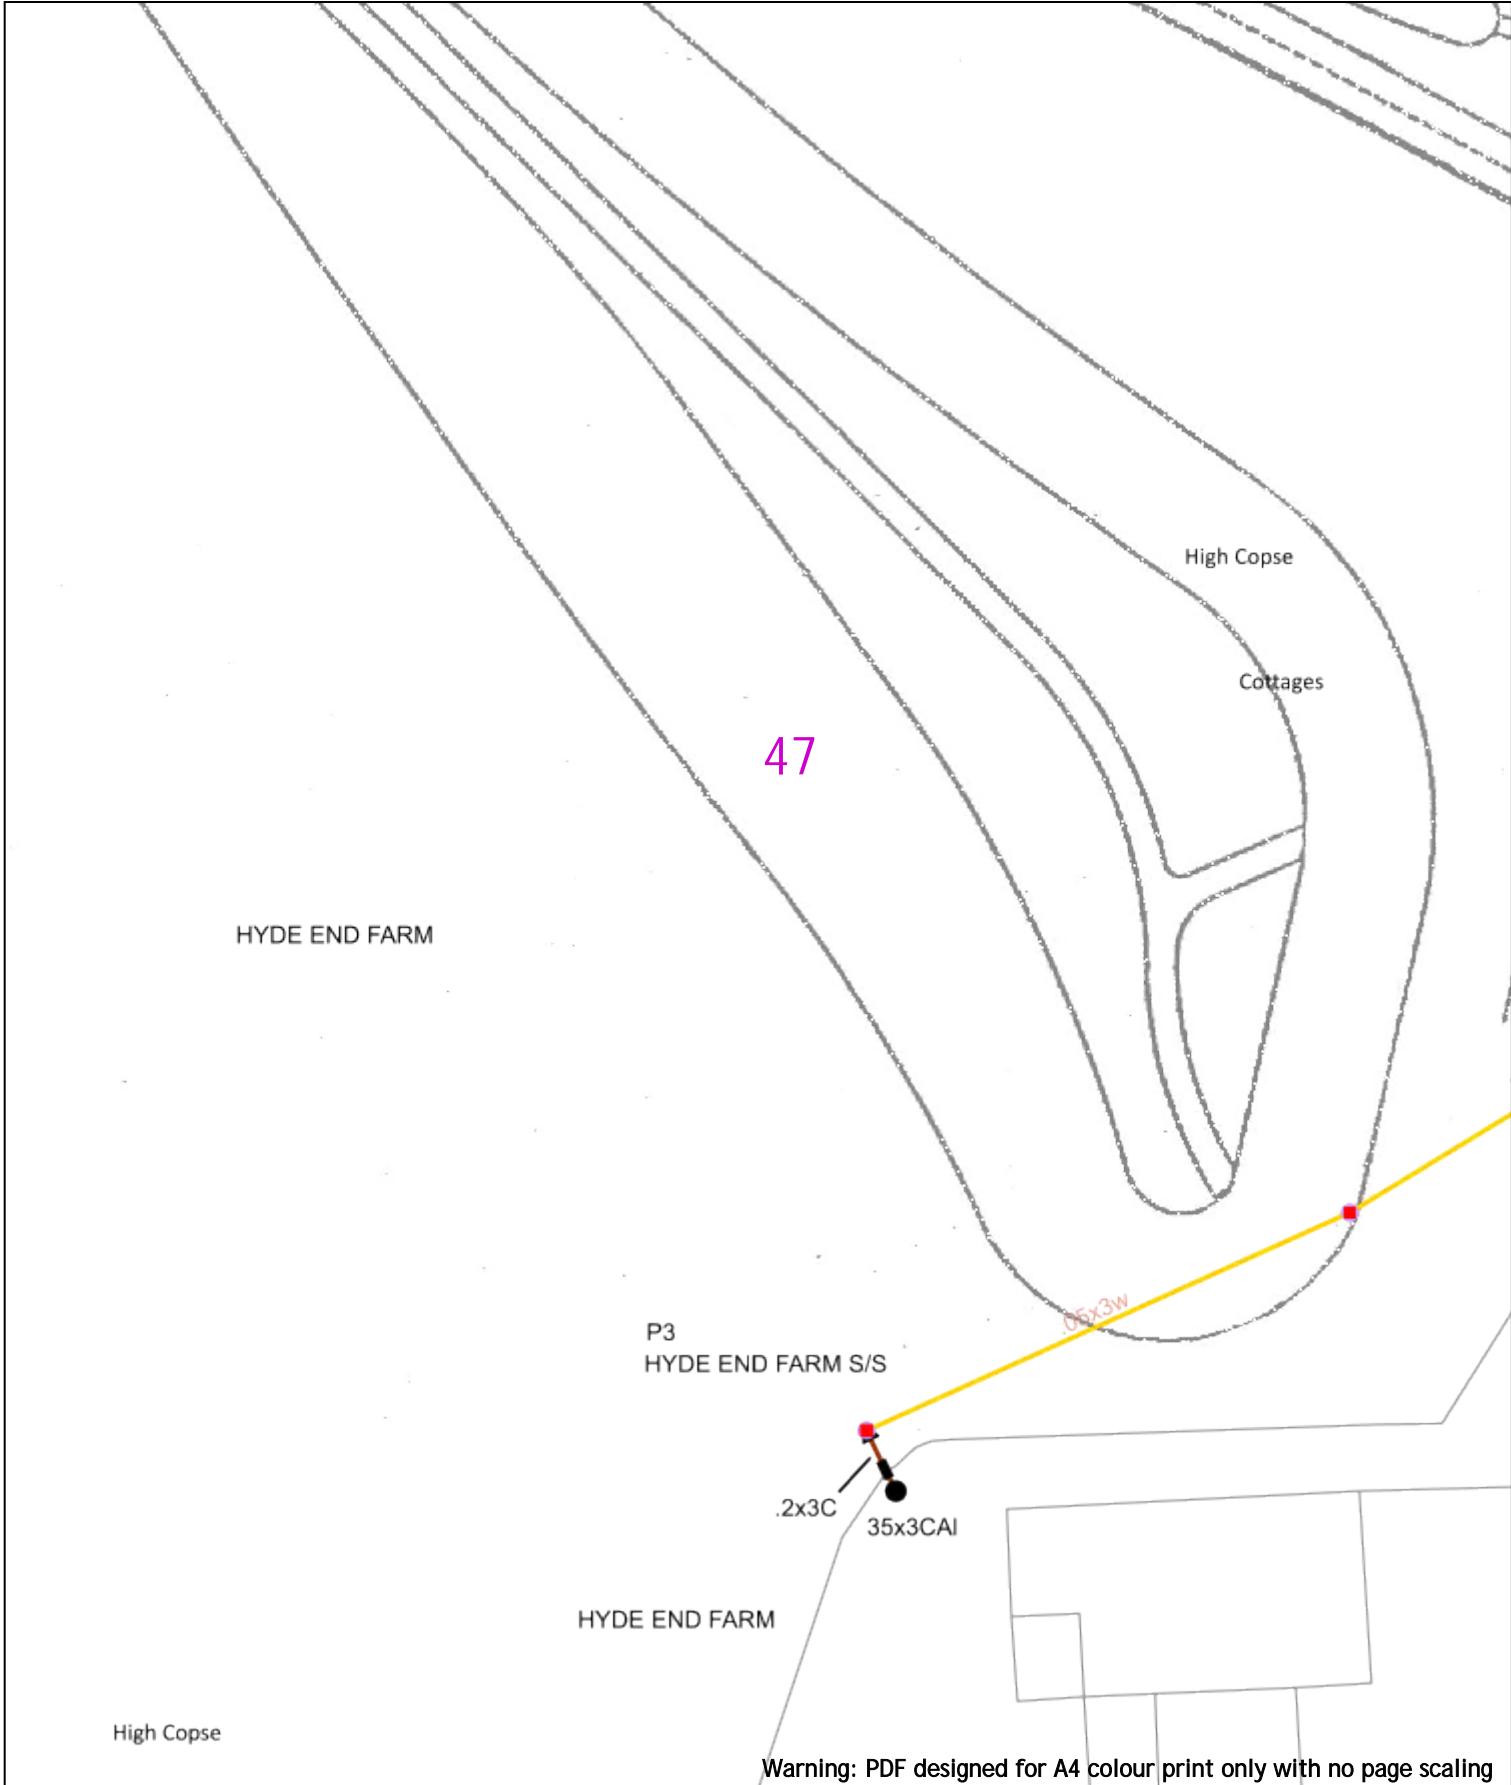 High Copse
Cottages
47
HYDE END FARM
.05x3w
P3
HYDE END FARM S/S
.2x3C
35x3CAl
HYDE END FARM
High Copse
Warning: PDF designed for A4 colour print only with no page scaling